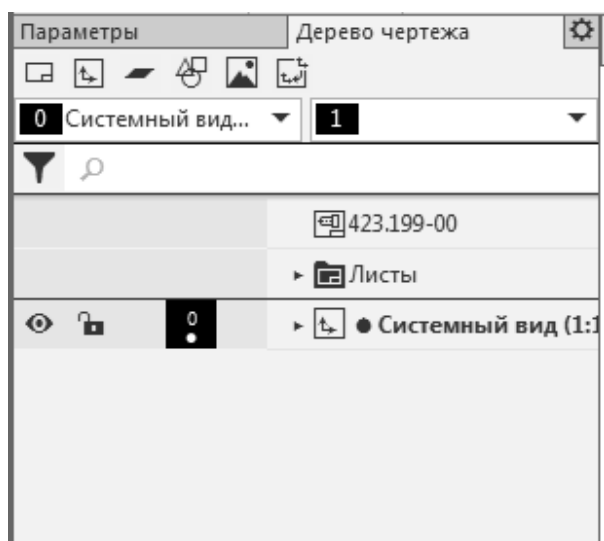 Параметры
Дерево чертежа
0 Системный вид...
1
423.199-00
Листы
0
Системный вид (1:1